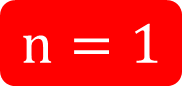 n = 1